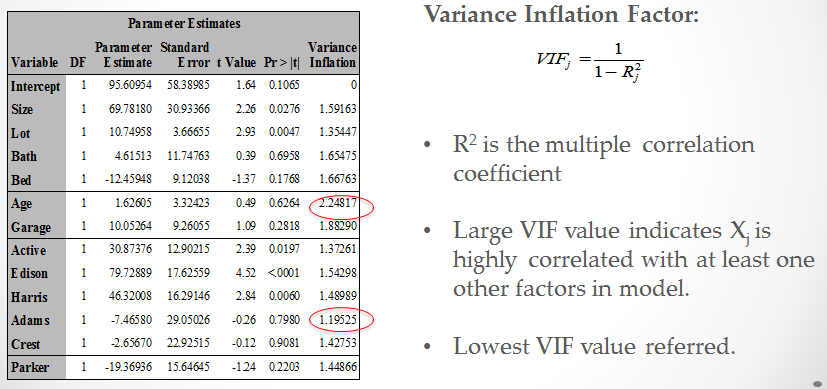 Parameter Estimates
Variable DF Parameter Estimate Standard Error t Value Pr > |t| Variance Inflation
Intercept 1 95.60954 58.38985 1.64 0.1065 0
Size 1 69.78180 30.93366 2.26 0.0276 1.59163
Lot 1 10.74958 3.66655 2.93 0.0047 1.35447
Bath 1 4.61513 11.74763 0.39 0.6958 1.65475
Bed 1 -12.45948 9.12038 -1.37 0.1768 1.66763
Age 1 1.62605 3.32423 0.49 0.6264 2.24817
Garage 1 10.05264 9.26055 1.09 0.2818 1.88290
Active 1 30.87376 12.90215 2.39 0.0197 1.37261
Edison 1 79.72889 17.62559 4.52 <.0001 1.54298
Harris 1 46.32008 16.29146 2.84 0.0060 1.48989
Adams 1 -7.46580 29.05026 -0.26 0.7980 1.19525
Crest 1 -2.65670 22.92515 -0.12 0.9081 1.42753
Parker 1 -19.36936 15.64645 -1.24 0.2203 1.44866
Variance Inflation Factor:
VIF_j = 1 / (1 − R²_j)
• R² is the multiple correlation
coefficient
• Large VIF value indicates X_j is
highly correlated with at least one
other factors in model.
• Lowest VIF value referred.